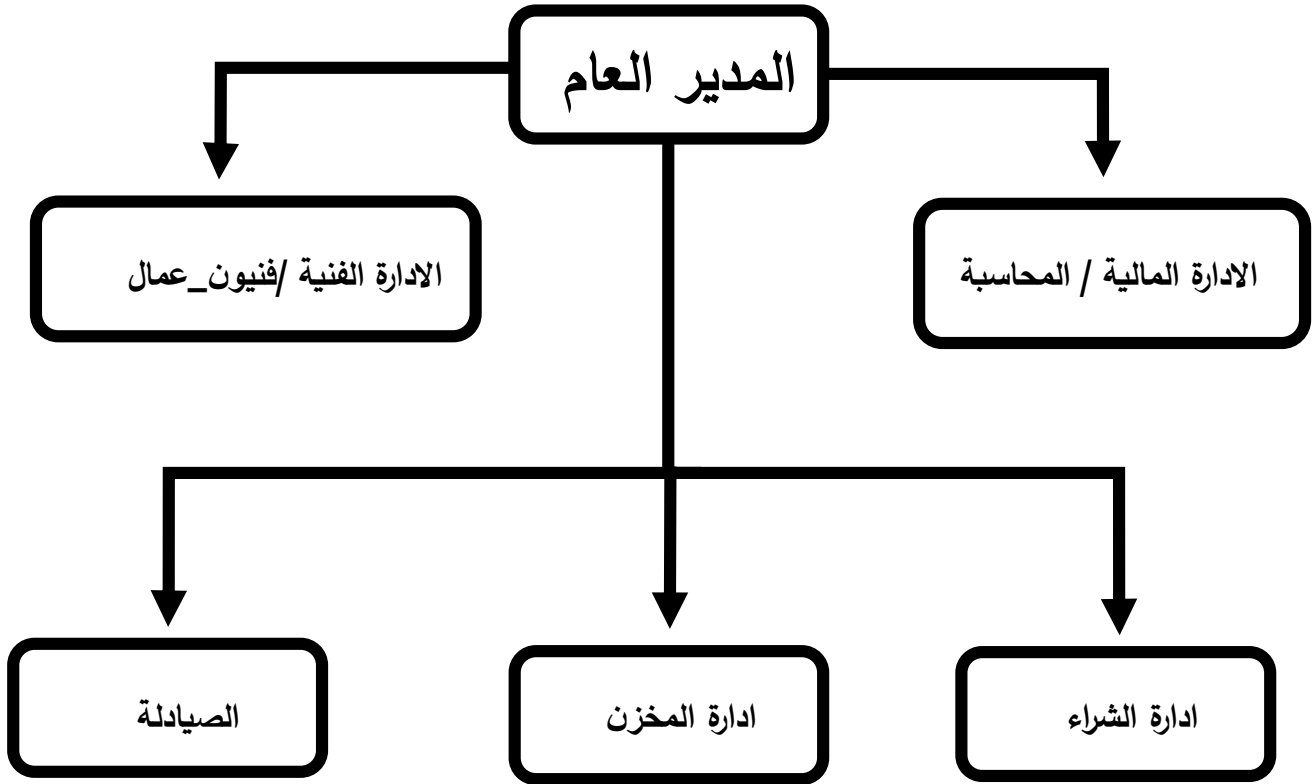 المدير العام
الادارة المالية / المحاسبة
الادارة الفنية /فنيون_عمال
ادارة الشراء
ادارة المخزن
الصيادلة